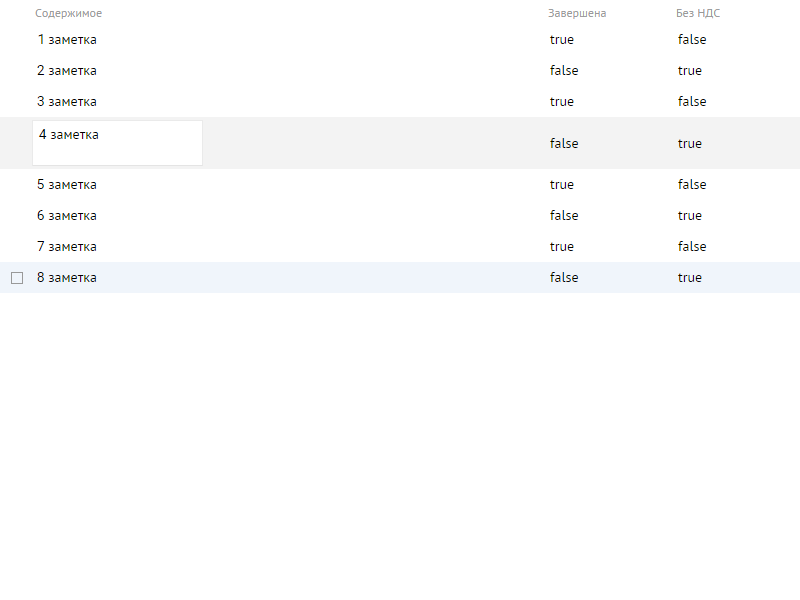 Содержимое Завершена Без НДС
1 заметка true false
2 заметка false true
3 заметка true false
4 заметка false true
5 заметка true false
6 заметка false true
7 заметка true false
8 заметка false true